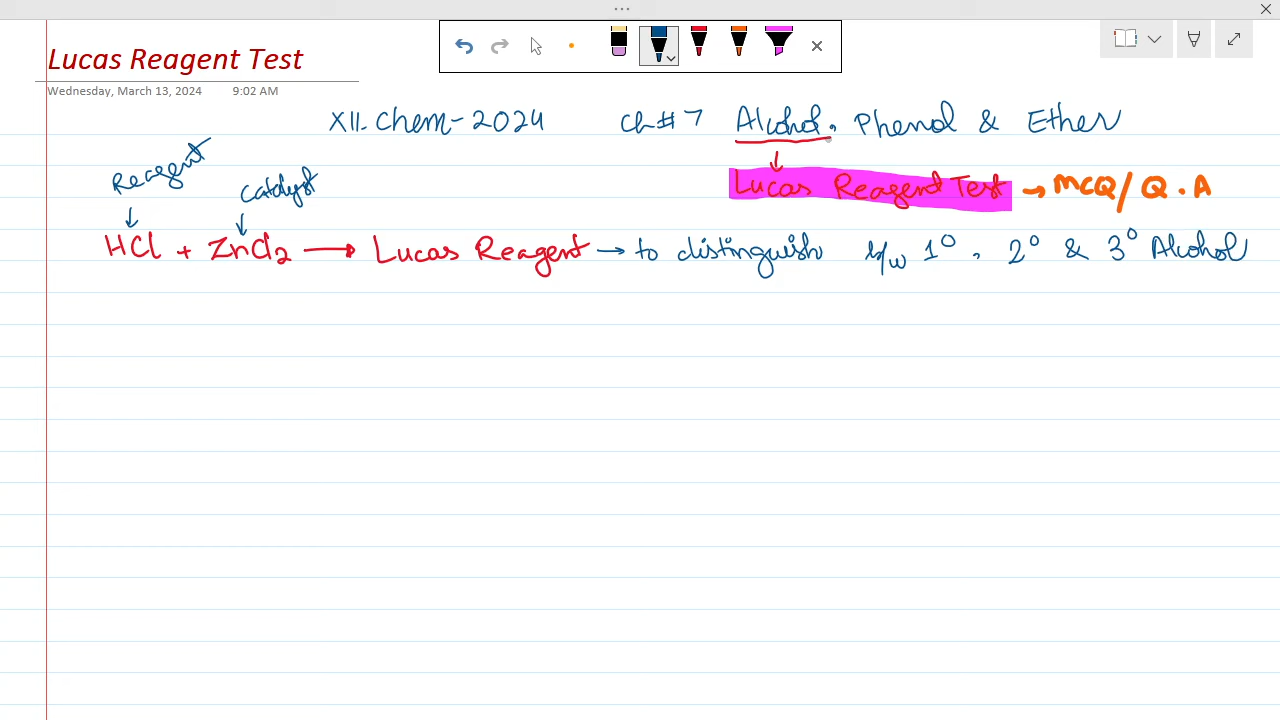 Lucas Reagent Test
Wednesday, March 13, 2024 9:02 AM
XII. Chem-2024 Ch#7 Alcohol, Phenol & Ether
Lucas Reagent Test → MCQ/Q.A
Reagent
Catalyst
HCl + ZnCl2 → Lucas Reagent → to distinguish b/w 1°, 2° & 3° Alcohol